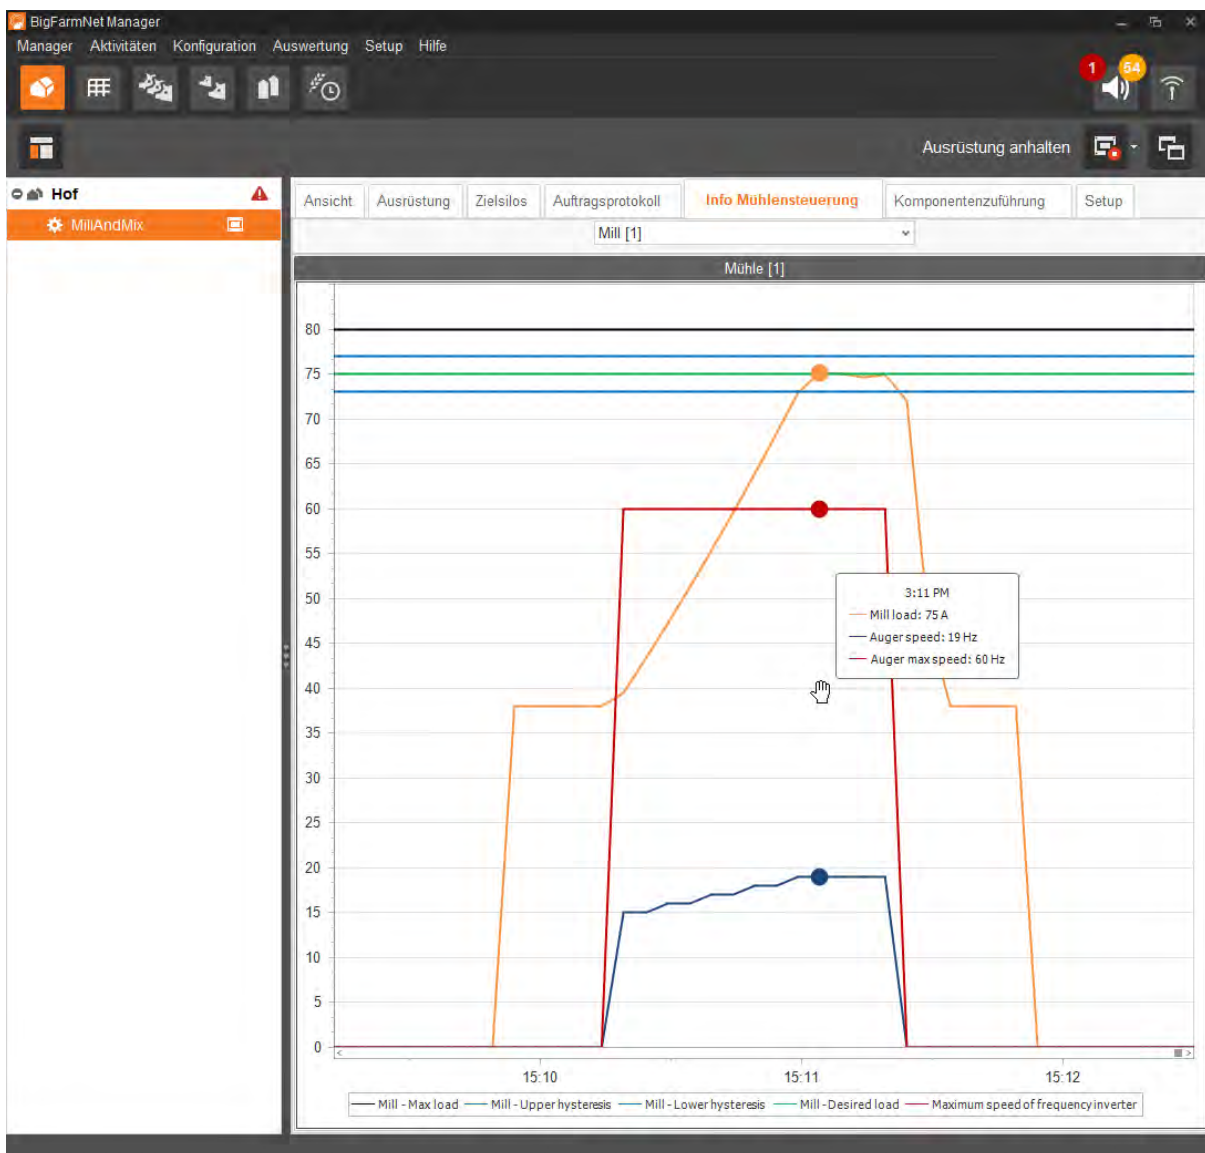 BigFarmNet Manager
Manager Aktivitäten Konfiguration Auswertung Setup Hilfe
1 54
Ausrüstung anhalten
Hof
MillAndMix
Ansicht Ausrüstung Zielsilos Auftragsprotokoll Info Mühlensteuerung Komponentenzuführung Setup
Mill [1]
Mühle [1]
80
75
70
65
60
55
50
45
40
35
30
25
20
15
10
5
0
3:11 PM
Mill load: 75 A
Auger speed: 19 Hz
Auger max speed: 60 Hz
15:10 15:11 15:12
Mill - Max load Mill - Upper hysteresis Mill - Lower hysteresis Mill - Desired load Maximum speed of frequency inverter